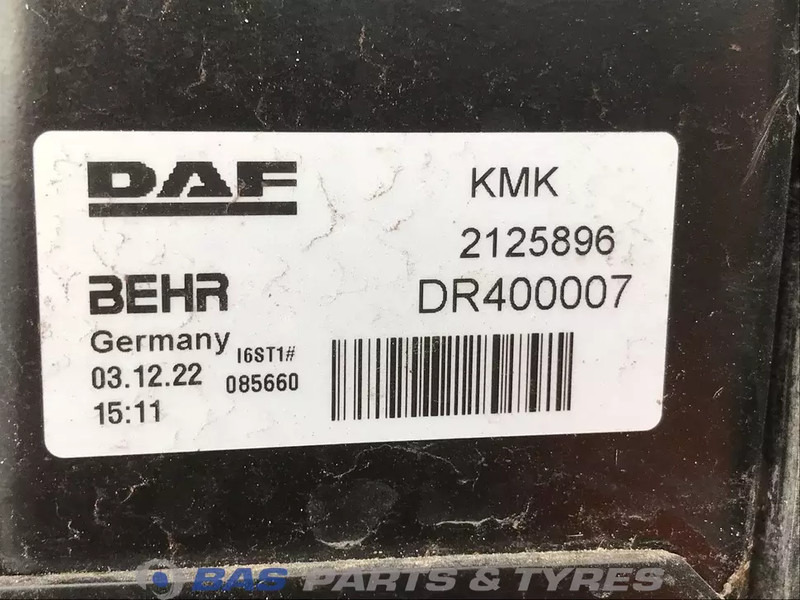 DAF
KMK
2125896
BEHR
DR400007
Germany
I6ST1#
03.12.22
085660
15:11
BAS PARTS & TYRES